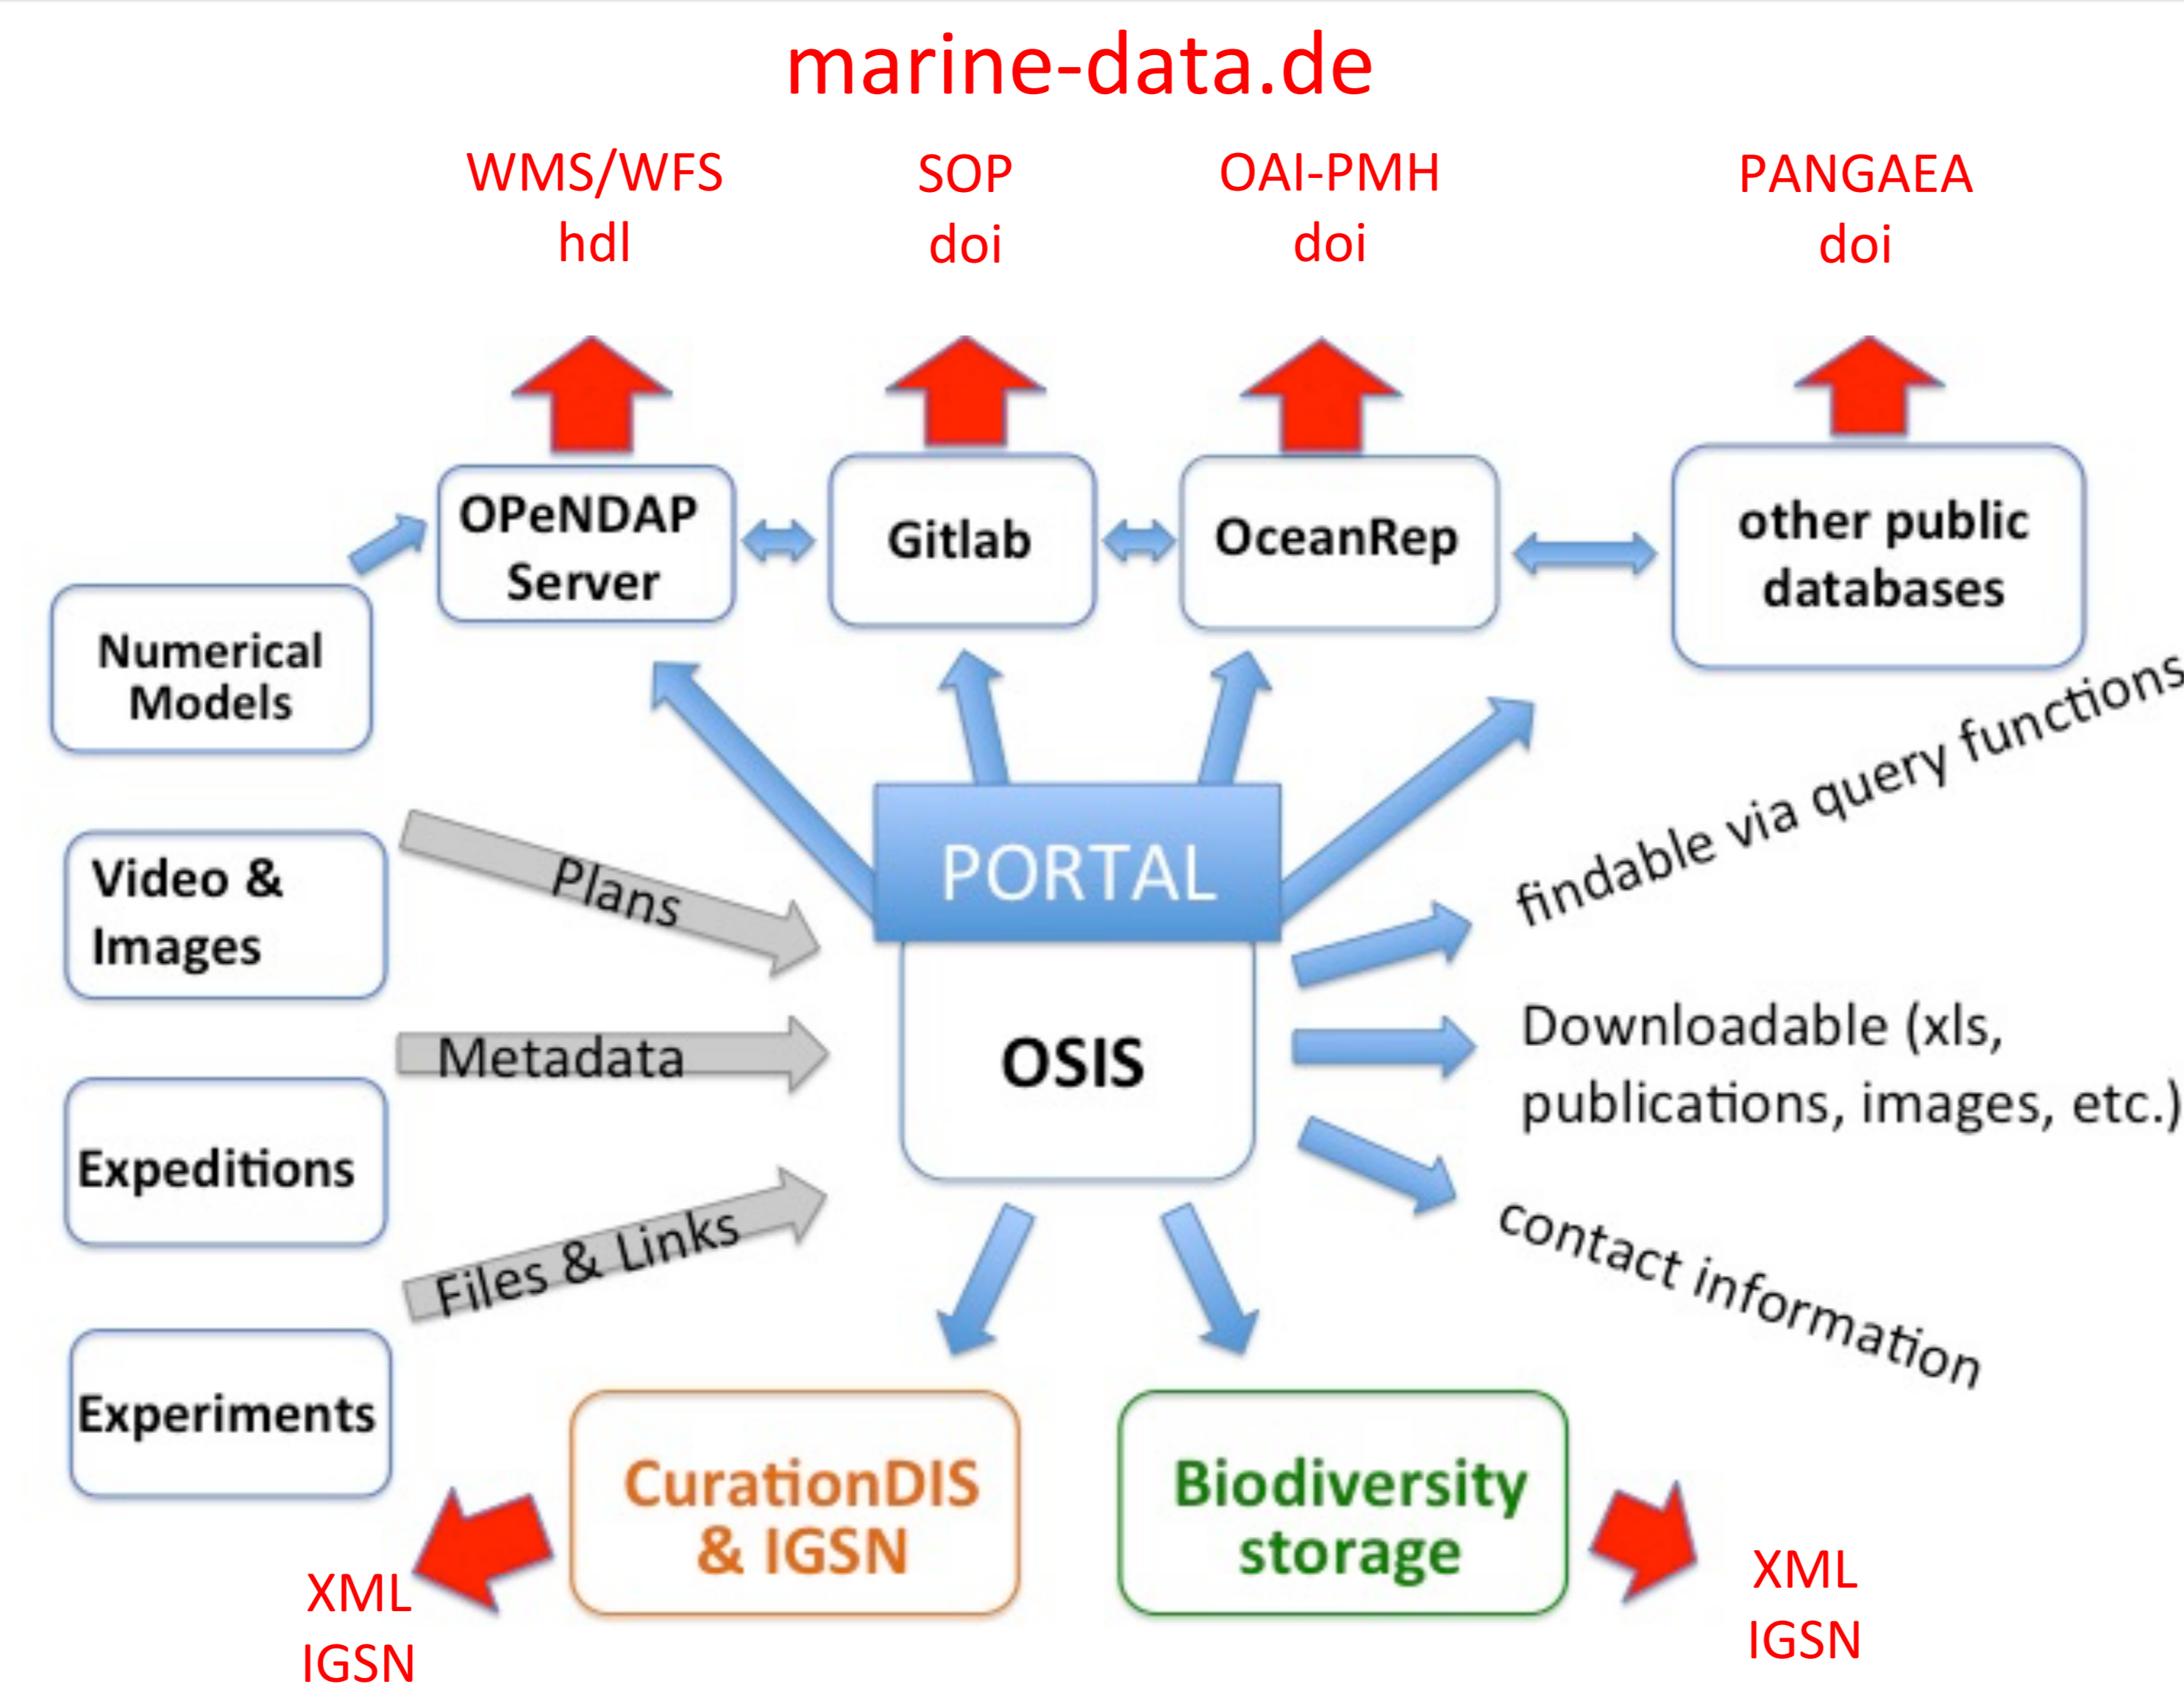 marine-data.de
WMS/WFS
hdl
SOP
doi
OAI-PMH
doi
PANGAEA
doi
OPeNDAP
Server
Gitlab
OceanRep
other public
databases
Numerical
Models
Video &
Images
Expeditions
Experiments
Plans
Metadata
Files & Links
PORTAL
OSIS
findable via query functions
Downloadable (xls,
publications, images, etc.)
contact information
CurationDIS
& IGSN
Biodiversity
storage
XML
IGSN
XML
IGSN